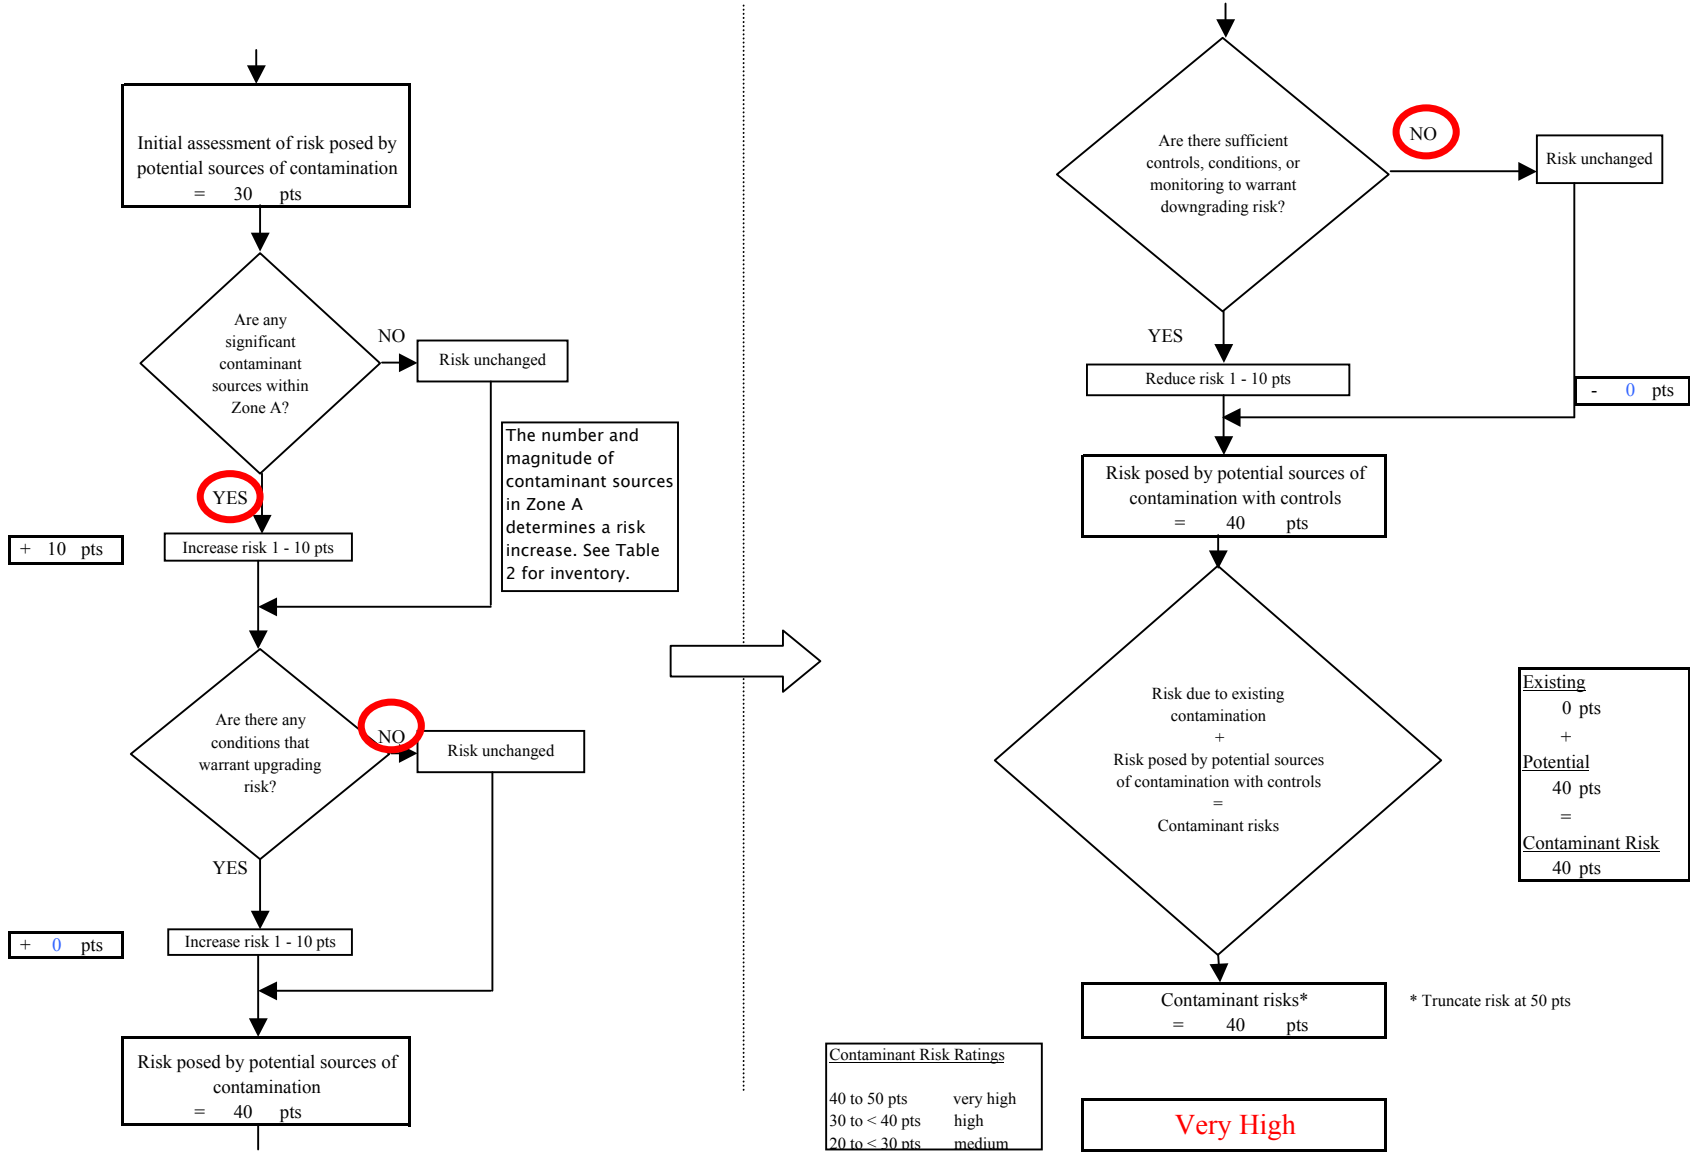 Initial assessment of risk posed by
potential sources of contamination
= 30 pts
Are any
significant
contaminant
sources within
Zone A?
NO
Risk unchanged
The number and
magnitude of
contaminant sources
in Zone A
determines a risk
increase. See Table
2 for inventory.
YES
+ 10 pts
Increase risk 1 - 10 pts
Are there any
conditions that
warrant upgrading
risk?
NO
Risk unchanged
YES
+ 0 pts
Increase risk 1 - 10 pts
Risk posed by potential sources of
contamination
= 40 pts
Are there sufficient
controls, conditions, or
monitoring to warrant
downgrading risk?
NO
Risk unchanged
YES
Reduce risk 1 - 10 pts
- 0 pts
Risk posed by potential sources of
contamination with controls
= 40 pts
Risk due to existing
contamination
+
Risk posed by potential sources
of contamination with controls
=
Contaminant risks
Existing
0 pts
+
Potential
40 pts
=
Contaminant Risk
40 pts
Contaminant risks*
= 40 pts
* Truncate risk at 50 pts
Contaminant Risk Ratings
40 to 50 pts very high
30 to < 40 pts high
20 to < 30 pts medium
Very High